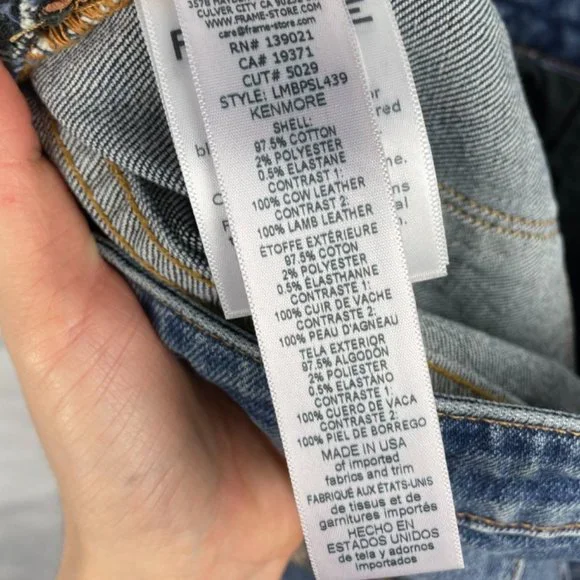 CULVER CITY CA
WWW.FRAME-STORE.COM
care@frame-store.com
RN# 139021
CA# 19371
CUT# 5029
STYLE: LMBPSL439
KENMORE
SHELL:
97.5% COTTON
2% POLYESTER
0.5% ELASTANE
CONTRAST 1:
100% COW LEATHER
CONTRAST 2:
100% LAMB LEATHER
ETOFFE EXTÉRIEURE
97.5% COTON
2% POLYESTER
0.5% ÉLASTHANNE
CONTRASTE 1:
100% CUIR DE VACHE
CONTRASTE 2:
100% PEAU D'AGNEAU
TELA EXTERIOR
97.5% ALGODÓN
2% POLIESTER
0.5% ELASTANO
CONTRASTE 1:
100% CUERO DE VACA
CONTRASTE 2:
100% PIEL DE BORREGO
MADE IN USA
of imported
fabrics and trim
FABRIQUÉ AUX ÉTATS-UNIS
de tissus et de
garnitures importés
HECHO EN
ESTADOS UNIDOS
de tela y adornos
importados